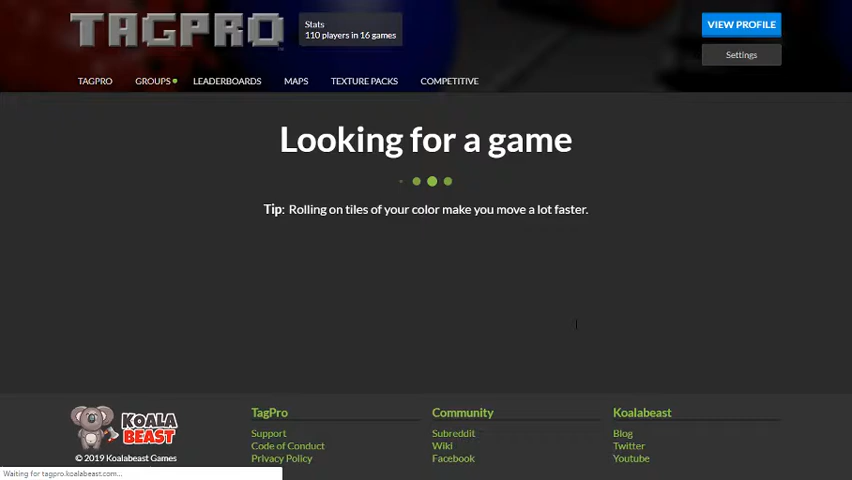 TAGPRO
Stats
110 players in 16 games
VIEW PROFILE
Settings
TAGPRO GROUPS LEADERBOARDS MAPS TEXTURE PACKS COMPETITIVE
Looking for a game
Tip: Rolling on tiles of your color make you move a lot faster.
KOALA
BEAST
© 2019 Koalabeast Games
TagPro
Support
Code of Conduct
Privacy Policy
Community
Subreddit
Wiki
Facebook
Koalabeast
Blog
Twitter
Youtube
Waiting for tagpro.koalabeast.com...